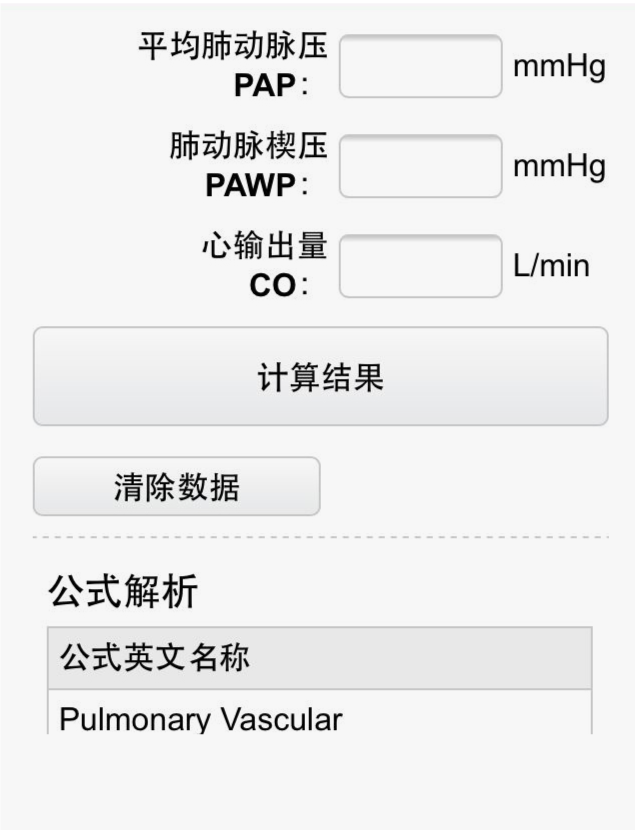 平均肺动脉压
PAP: mmHg
肺动脉楔压
PAWP: mmHg
心输出量
CO: L/min
计算结果
清除数据
公式解析
公式英文名称
Pulmonary Vascular